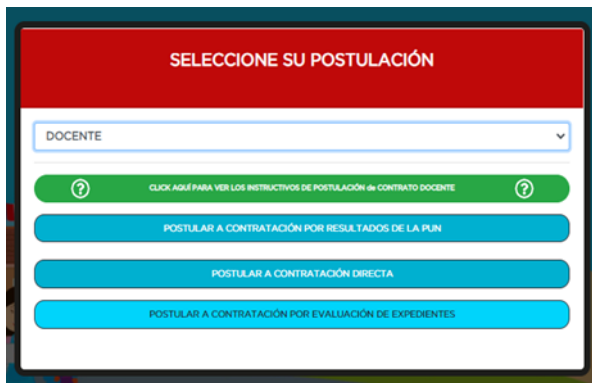 SELECCIONE SU POSTULACIÓN
DOCENTE
CLICK AQUÍ PARA VER LOS INSTRUCTIVOS DE POSTULACIÓN de CONTRATO DOCENTE
POSTULAR A CONTRATACIÓN POR RESULTADOS DE LA PUN
POSTULAR A CONTRATACIÓN DIRECTA
POSTULAR A CONTRATACIÓN POR EVALUACIÓN DE EXPEDIENTES